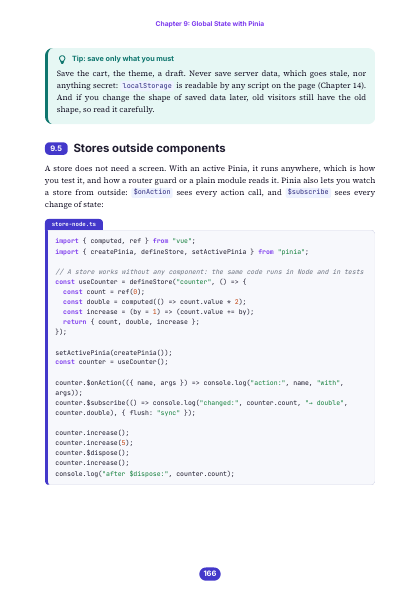 Chapter 9: Global State with Pinia
Tip: save only what you must
Save the cart, the theme, a draft. Never save server data, which goes stale, nor
anything secret: localStorage is readable by any script on the page (Chapter 14).
And if you change the shape of saved data later, old visitors still have the old
shape, so read it carefully.
9.5 Stores outside components
A store does not need a screen. With an active Pinia, it runs anywhere, which is how
you test it, and how a router guard or a plain module reads it. Pinia also lets you watch
a store from outside: $onAction sees every action call, and $subscribe sees every
change of state:
store-node.ts
import { computed, ref } from "vue";
import { createPinia, defineStore, setActivePinia } from "pinia";
// A store works without any component: the same code runs in Node and in tests
const useCounter = defineStore("counter", () => {
const count = ref(0);
const double = computed(() => count.value * 2);
const increase = (by = 1) => (count.value += by);
return { count, double, increase };
});
setActivePinia(createPinia());
const counter = useCounter();
counter.$onAction(({ name, args }) => console.log("action:", name, "with",
args));
counter.$subscribe(() => console.log("changed:", counter.count, "→ double",
counter.double), { flush: "sync" });
counter.increase();
counter.increase(5);
counter.$dispose();
counter.increase();
console.log("after $dispose:", counter.count);
166